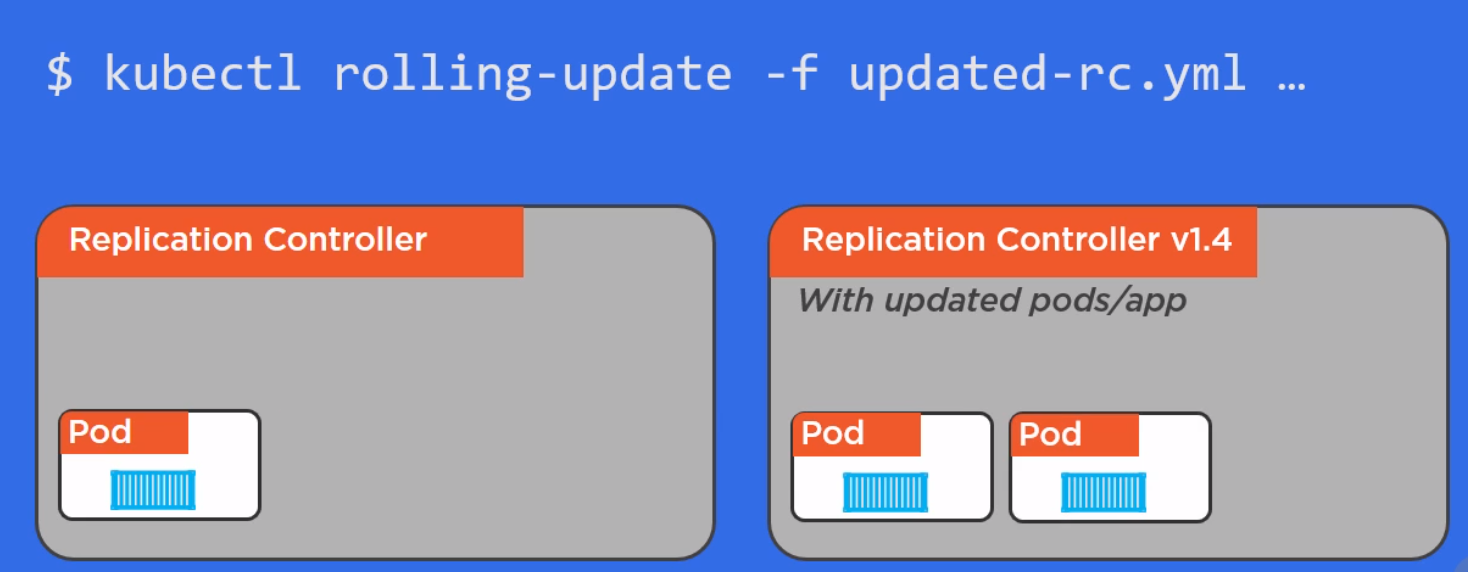 $ kubectl rolling-update -f updated-rc.yml …
Replication Controller
Pod
Replication Controller v1.4
With updated pods/app
Pod
Pod